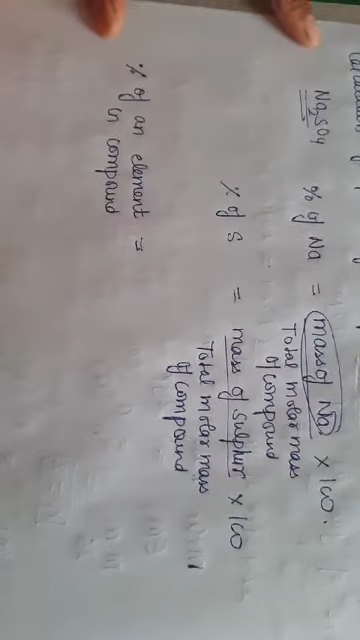 Na2SO4 % of Na = mass of Na × 100.
Total molar mass
of compound
% of S = mass of sulphur × 100
Total molar mass
of compound
% of an element =
in compound